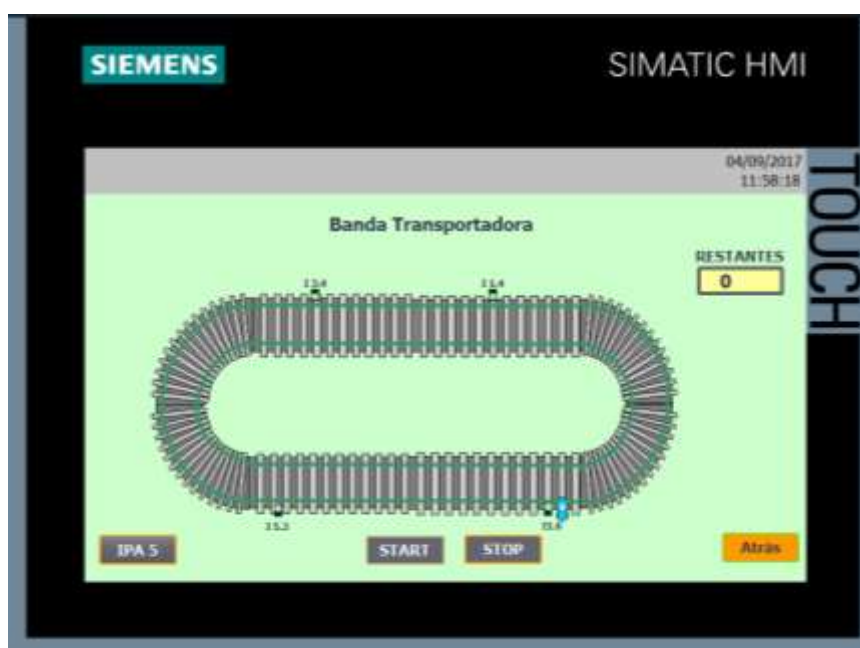 SIEMENS
SIMATIC HMI
TOUCH
04/09/2017
11:58:18
Banda Transportadora
RESTANTES
0
IPA 5
START
STOP
Atrás